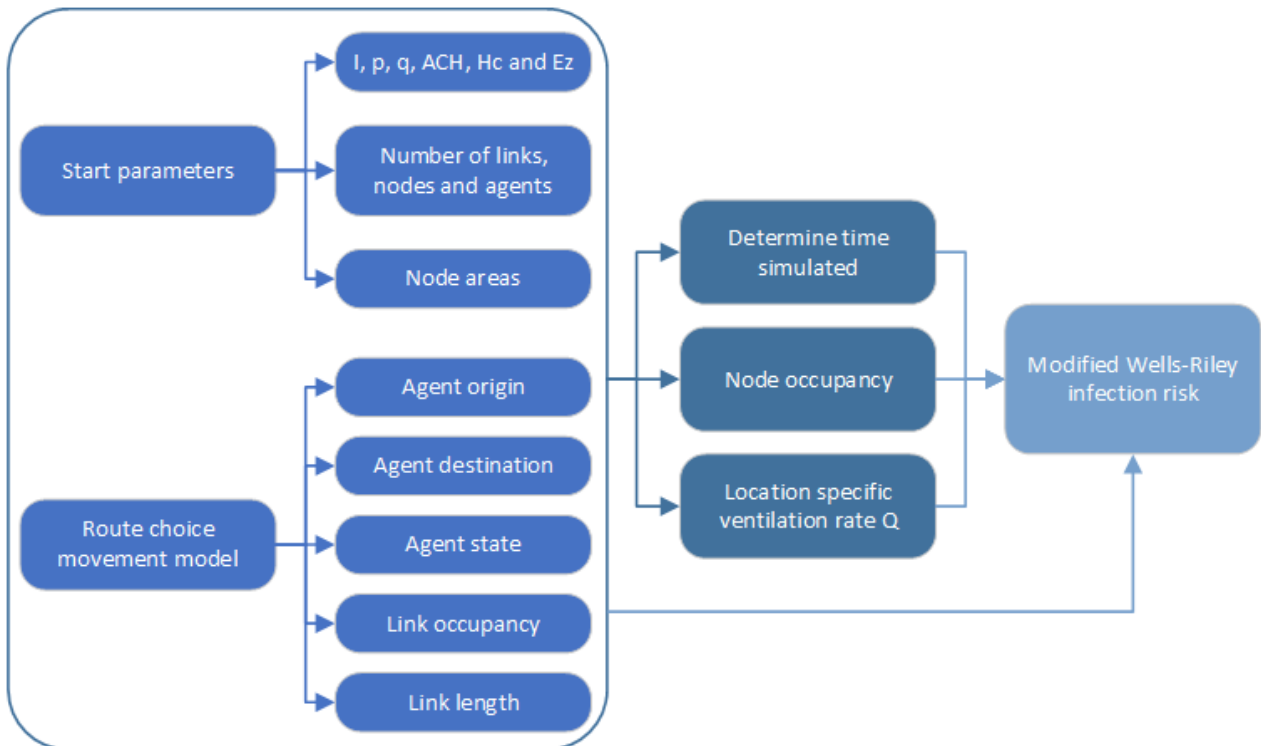 Start parameters
I, p, q, ACH, Hc and Ez
Number of links,
nodes and agents
Node areas
Route choice
movement model
Agent origin
Agent destination
Agent state
Link occupancy
Link length
Determine time
simulated
Node occupancy
Location specific
ventilation rate Q
Modified Wells-Riley
infection risk